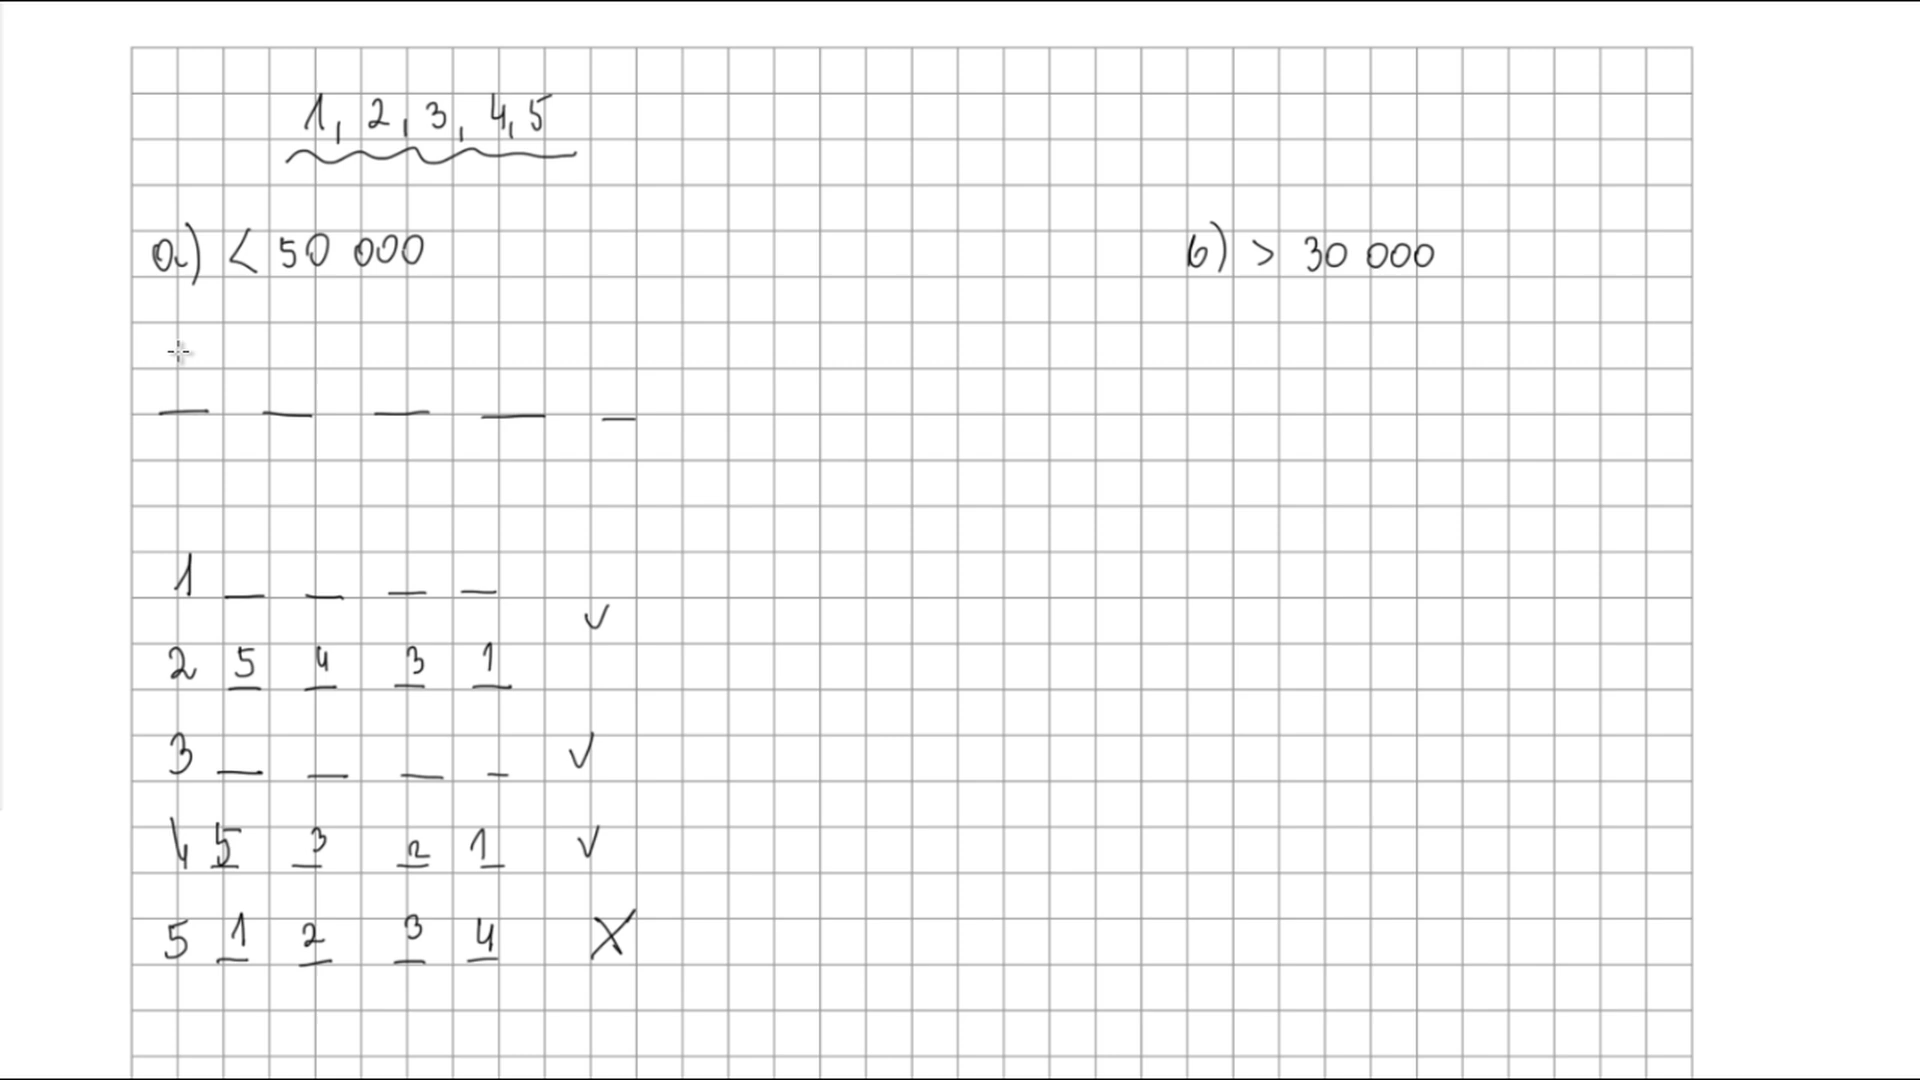 1, 2, 3, 4, 5
a) < 50 000
b) > 30 000
_ _ _ _ _
1 _ _ _ _
✓
2 5 4 3 1
3 _ _ _ _ ✓
4 5 3 2 1 ✓
5 1 2 3 4 X